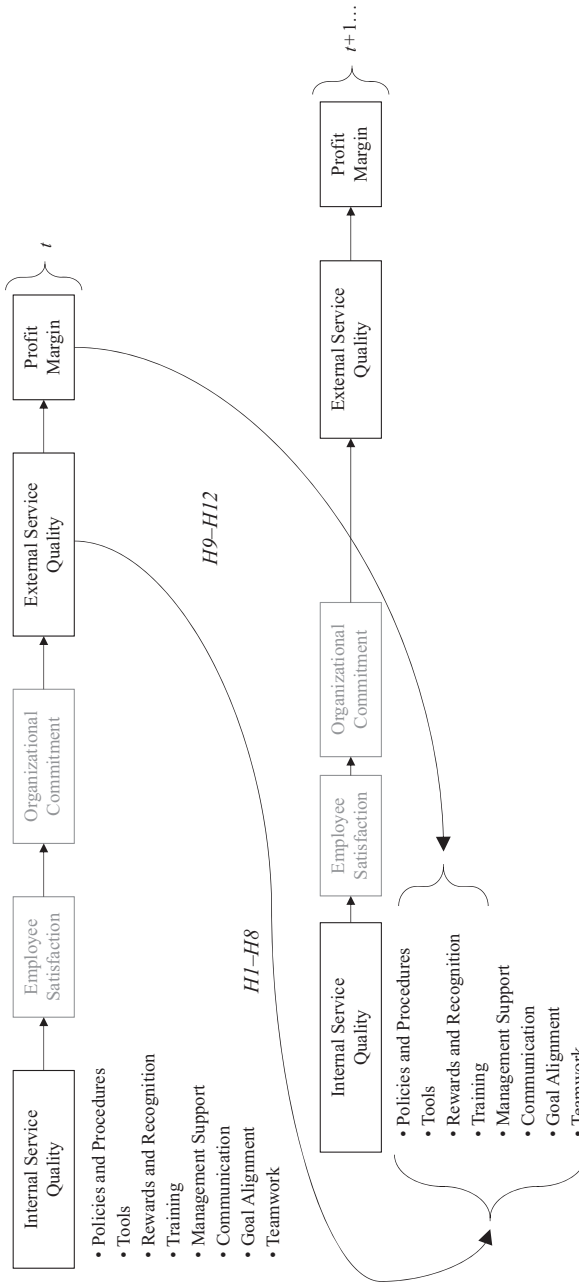 Internal Service
Quality
Employee
Satisfaction
Organizational
Commitment
External Service
Quality
Profit
Margin
t
• Policies and Procedures
• Tools
• Rewards and Recognition
• Training
• Management Support
• Communication
• Goal Alignment
• Teamwork
H1–H8
H9–H12
Internal Service
Quality
Employee
Satisfaction
Organizational
Commitment
External Service
Quality
Profit
Margin
t+1…
• Policies and Procedures
• Tools
• Rewards and Recognition
• Training
• Management Support
• Communication
• Goal Alignment
• Teamwork